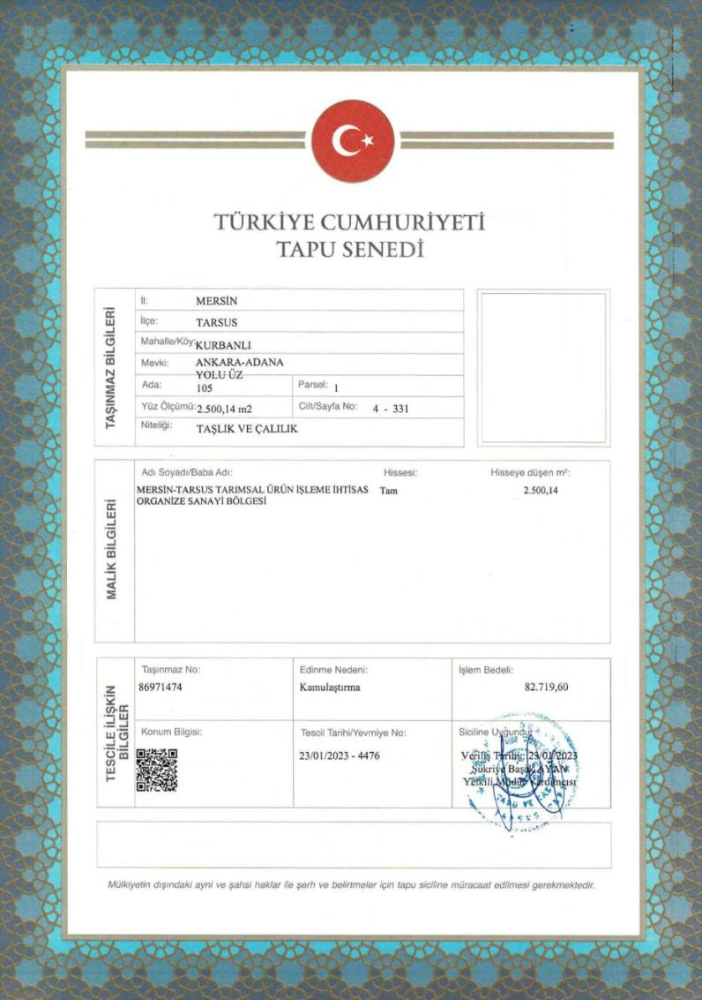 TÜRKİYE CUMHURİYETİ
TAPU SENEDİ
TAŞINMAZ BİLGİLERİ
İl: MERSİN
İlçe: TARSUS
Mahalle/Köy: KURBANLI
Mevki: ANKARA-ADANA
YOLU ÜZ
Ada: 105 Parsel: 1
Yüz Ölçümü: 2.500,14 m2 Cilt/Sayfa No: 4 - 331
Niteliği: TAŞLIK VE ÇALILIK
MALİK BİLGİLERİ
Adı Soyadı/Baba Adı: Hissesi: Hisseye düşen m²:
MERSİN-TARSUS TARIMSAL ÜRÜN İŞLEME İHTİSAS Tam 2.500,14
ORGANİZE SANAYİ BÖLGESİ
TESCİLE İLİŞKİN
BİLGİLER
Taşınmaz No: Edinme Nedeni: İşlem Bedeli:
86971474 Kamulaştırma 82.719,60
Konum Bilgisi: Tescil Tarihi/Yevmiye No: Siciline Uygundur
23/01/2023 - 4476 Veriliş Tarihi: /01/2023
Şükriye Başak AYAN
Yetkili Müdür Yardımcısı
Mülkiyetin dışındaki ayni ve şahsi haklar ile şerh ve belirtmeler için tapu siciline müracaat edilmesi gerekmektedir.